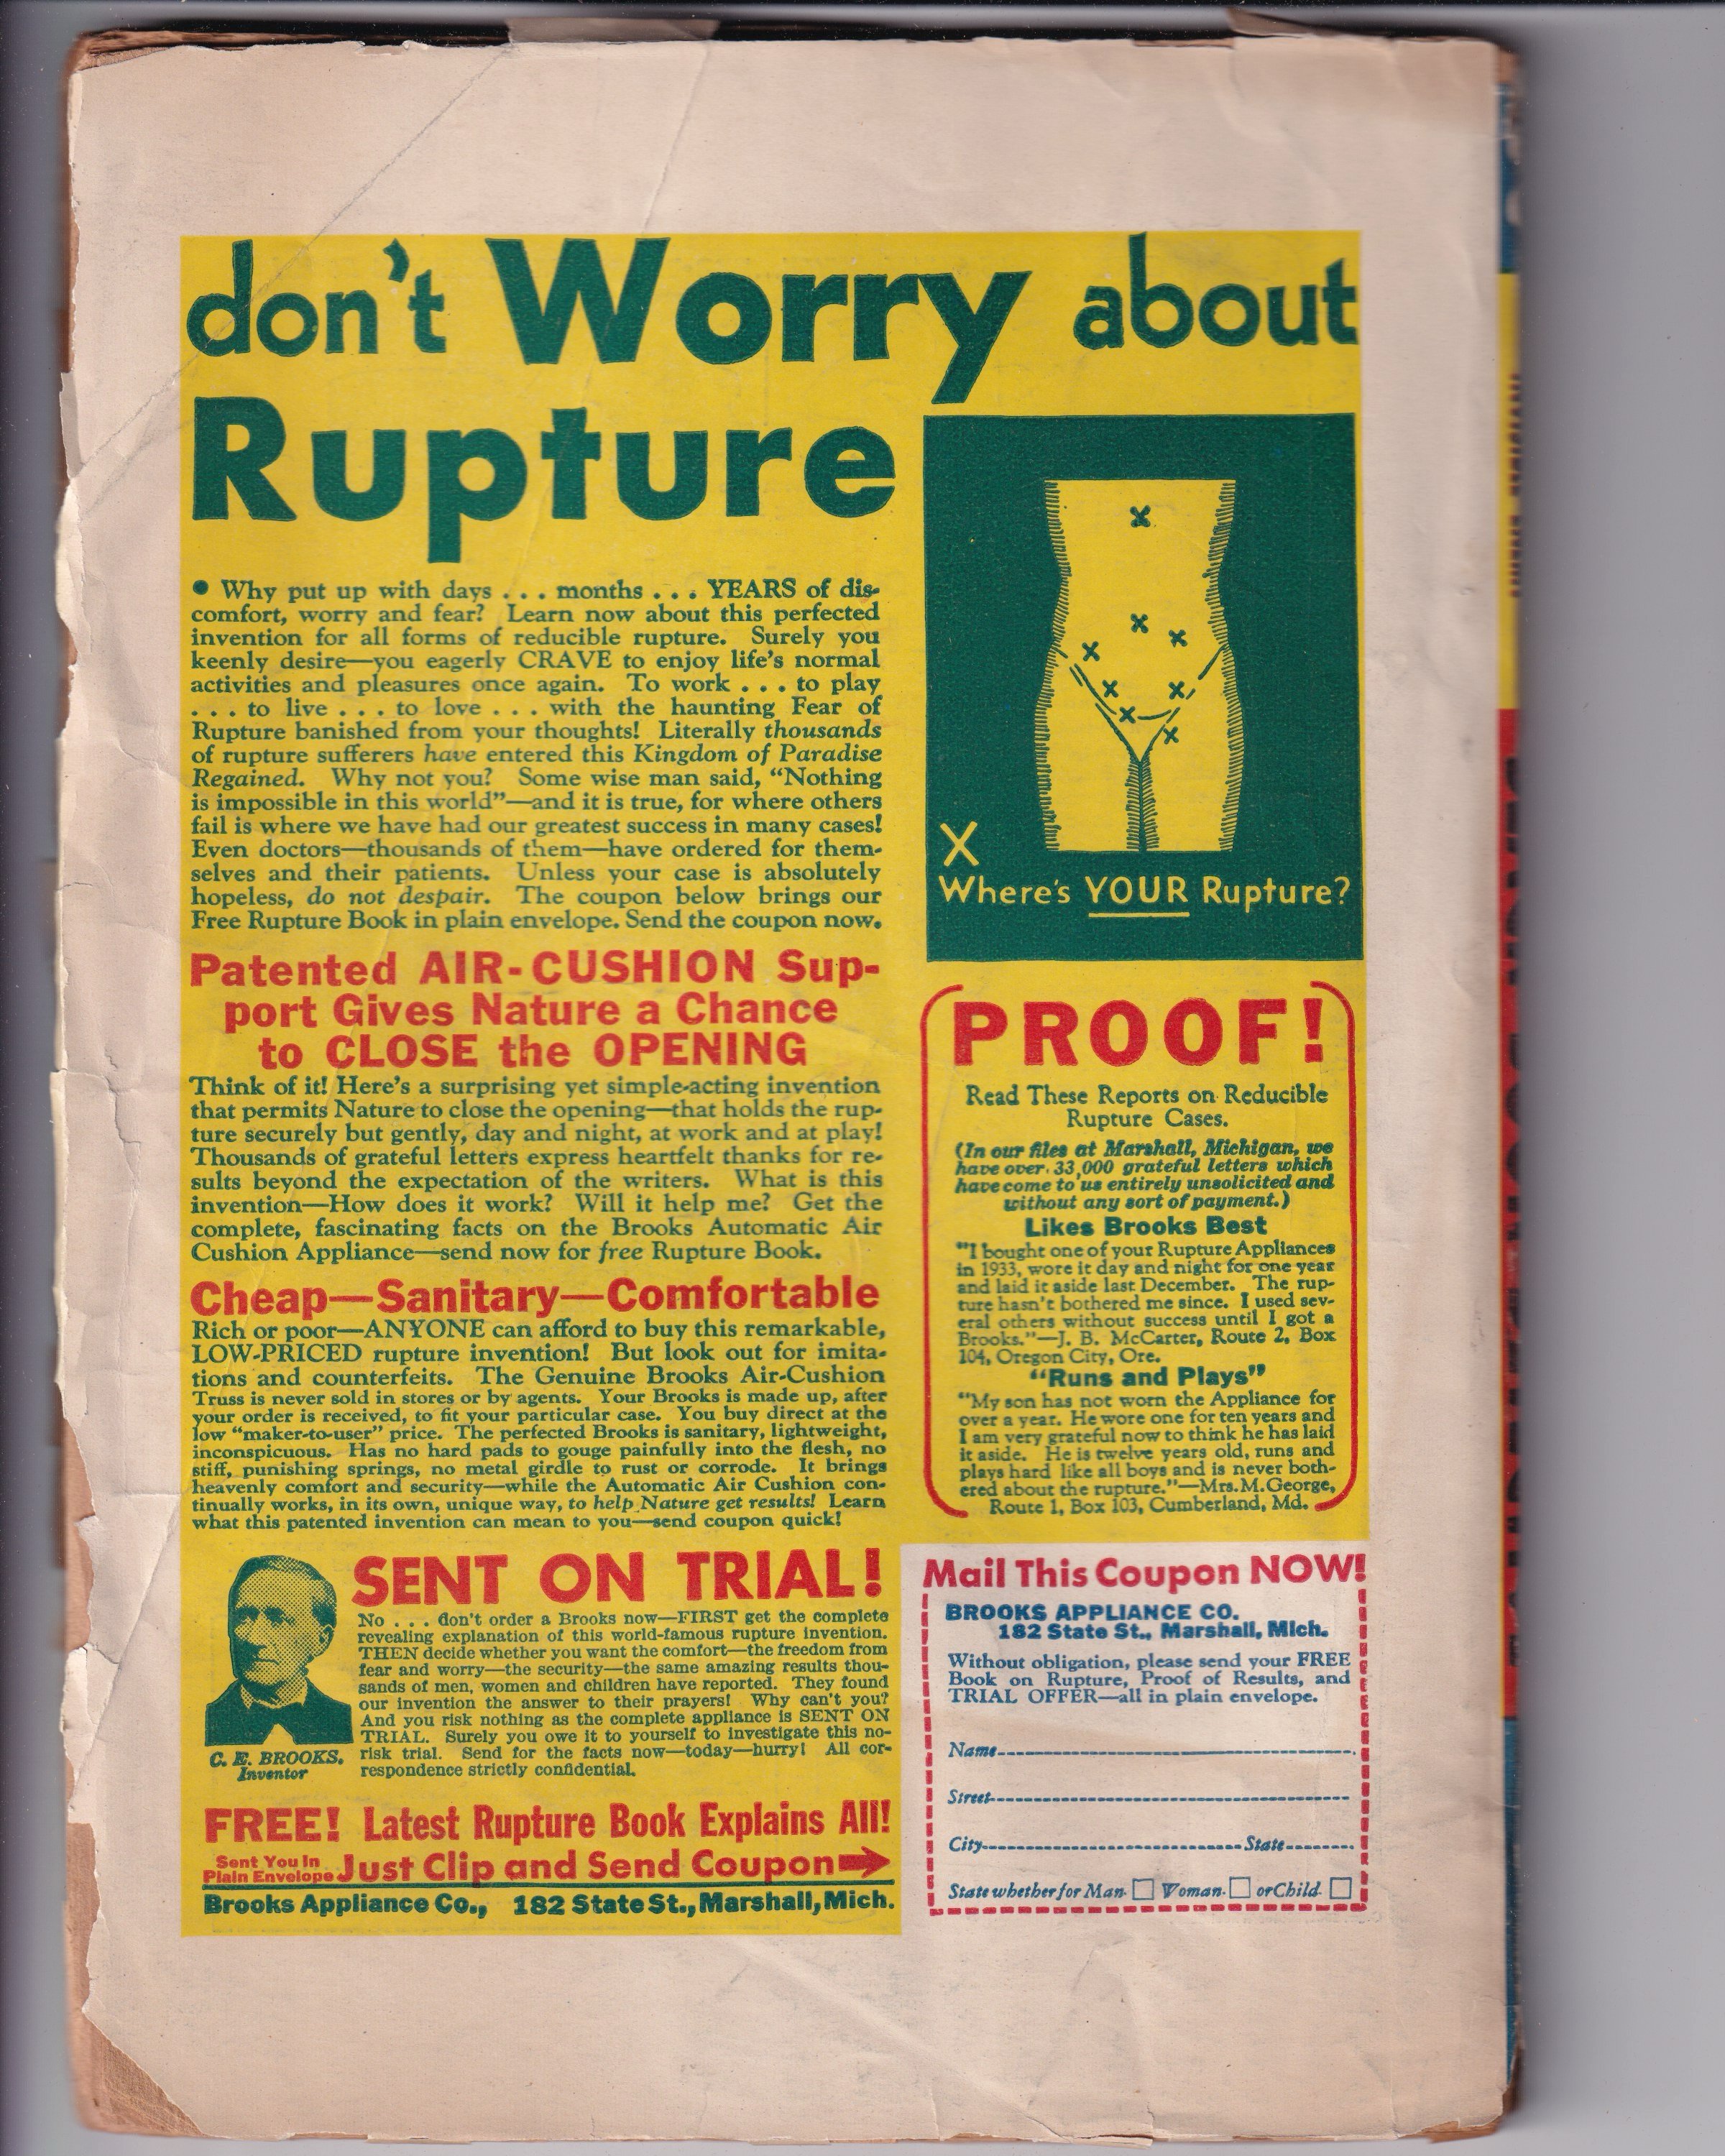 don't Worry about
Rupture
• Why put up with days . . . months . . . YEARS of dis-
comfort, worry and fear? Learn now about this perfected
invention for all forms of reducible rupture. Surely you
keenly desire—you eagerly CRAVE to enjoy life's normal
activities and pleasures once again. To work . . . to play
. . . to live . . . to love . . . with the haunting Fear of
Rupture banished from your thoughts! Literally thousands
of rupture sufferers have entered this Kingdom of Paradise
Regained. Why not you? Some wise man said, “Nothing
is impossible in this world”—and it is true, for where others
fail is where we have had our greatest success in many cases!
Even doctors—thousands of them—have ordered for them-
selves and their patients. Unless your case is absolutely
hopeless, do not despair. The coupon below brings our
Free Rupture Book in plain envelope. Send the coupon now.
Patented AIR-CUSHION Sup-
port Gives Nature a Chance
to CLOSE the OPENING
Think of it! Here's a surprising yet simple-acting invention
that permits Nature to close the opening—that holds the rup-
ture securely but gently, day and night, at work and at play!
Thousands of grateful letters express heartfelt thanks for re-
sults beyond the expectation of the writers. What is this
invention—How does it work? Will it help me? Get the
complete, fascinating facts on the Brooks Automatic Air
Cushion Appliance—send now for free Rupture Book.
Cheap—Sanitary—Comfortable
Rich or poor—ANYONE can afford to buy this remarkable,
LOW-PRICED rupture invention! But look out for imita-
tions and counterfeits. The Genuine Brooks Air-Cushion
Truss is never sold in stores or by agents. Your Brooks is made up, after
your order is received, to fit your particular case. You buy direct at the
low “maker-to-user” price. The perfected Brooks is sanitary, lightweight,
inconspicuous. Has no hard pads to gouge painfully into the flesh, no
stiff, punishing springs, no metal girdle to rust or corrode. It brings
heavenly comfort and security—while the Automatic Air Cushion con-
tinually works, in its own, unique way, to help Nature get results! Learn
what this patented invention can mean to you—send coupon quick!
SENT ON TRIAL!
No . . . don't order a Brooks now—FIRST get the complete
revealing explanation of this world-famous rupture invention.
THEN decide whether you want the comfort—the freedom from
fear and worry—the security—the same amazing results thou-
sands of men, women and children have reported. They found
our invention the answer to their prayers! Why can't you?
And you risk nothing as the complete appliance is SENT ON
TRIAL. Surely you owe it to yourself to investigate this no-
risk trial. Send for the facts now—today—hurry! All cor-
respondence strictly confidential.
C. E. BROOKS.
Inventor
FREE! Latest Rupture Book Explains All!
Sent You In
Plain Envelope
Just Clip and Send Coupon
Brooks Appliance Co., 182 State St., Marshall, Mich.
X
X
X
X
X
X
X
X
X
Where's YOUR Rupture?
PROOF!
Read These Reports on Reducible
Rupture Cases.
(In our files at Marshall, Michigan, we
have over 33,000 grateful letters which
have come to us entirely unsolicited and
without any sort of payment.)
Likes Brooks Best
“I bought one of your Rupture Appliances
in 1933, wore it day and night for one year
and laid it aside last December. The rup-
ture hasn't bothered me since. I used sev-
eral others without success until I got a
Brooks.”—J. B. McCarter, Route 2, Box
104, Oregon City, Ore.
“Runs and Plays”
“My son has not worn the Appliance for
over a year. He wore one for ten years and
I am very grateful now to think he has laid
it aside. He is twelve years old, runs and
plays hard like all boys and is never both-
ered about the rupture.”—Mrs. M. George,
Route 1, Box 103, Cumberland, Md.
Mail This Coupon NOW!
BROOKS APPLIANCE CO.
182 State St., Marshall, Mich.
Without obligation, please send your FREE
Book on Rupture, Proof of Results, and
TRIAL OFFER—all in plain envelope.
Name
Street
City State
State whether for Man Woman or Child